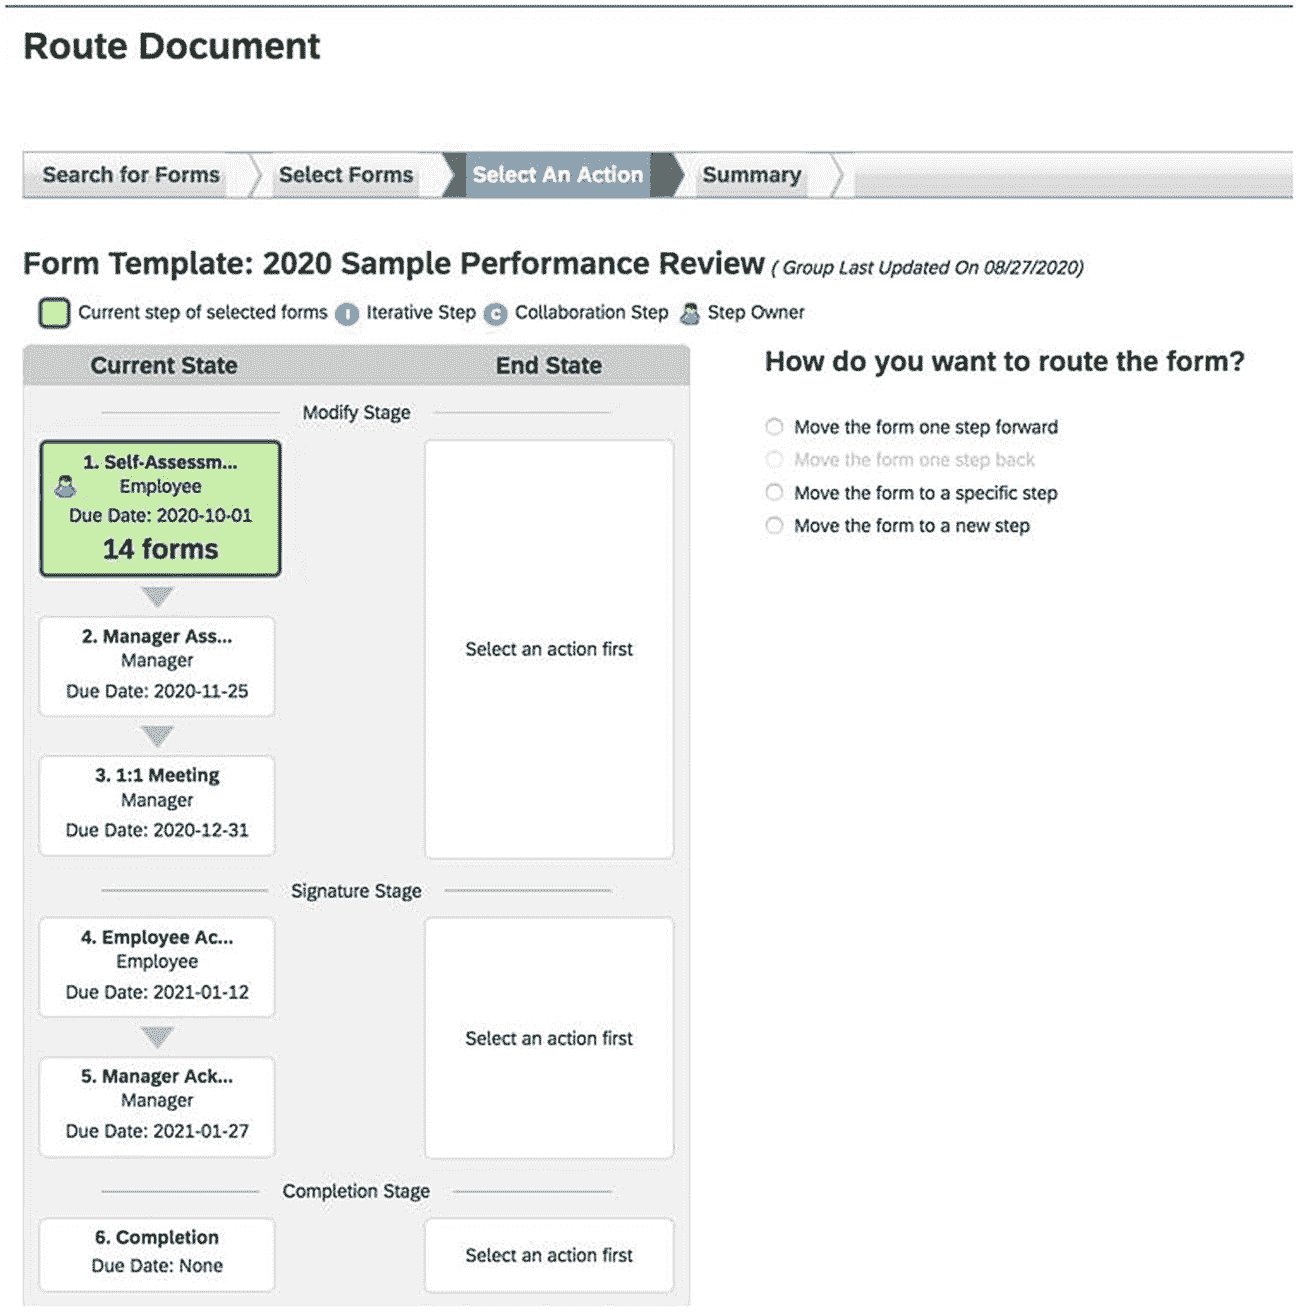 Route Document
Search for Forms Select Forms Select An Action Summary
Form Template: 2020 Sample Performance Review ( Group Last Updated On 08/27/2020)
Current step of selected forms I Iterative Step C Collaboration Step Step Owner
Current State End State
Modify Stage
1. Self-Assessm...
Employee
Due Date: 2020-10-01
14 forms
2. Manager Ass...
Manager
Due Date: 2020-11-25
3. 1:1 Meeting
Manager
Due Date: 2020-12-31
Select an action first
Signature Stage
4. Employee Ac...
Employee
Due Date: 2021-01-12
5. Manager Ack...
Manager
Due Date: 2021-01-27
Select an action first
Completion Stage
6. Completion
Due Date: None
Select an action first
How do you want to route the form?
Move the form one step forward
Move the form one step back
Move the form to a specific step
Move the form to a new step